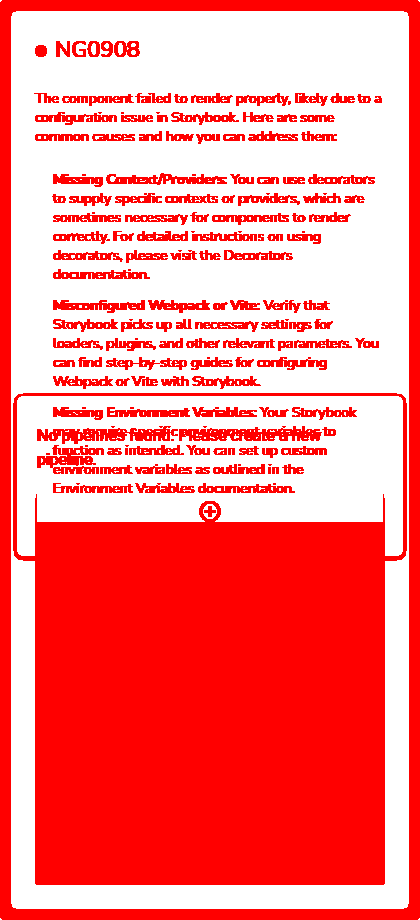 NG0908
The component failed to render properly, likely due to a
configuration issue in Storybook. Here are some
common causes and how you can address them:
Missing Context/Providers: You can use decorators
to supply specific contexts or providers, which are
sometimes necessary for components to render
correctly. For detailed instructions on using
decorators, please visit the Decorators
documentation.
Misconfigured Webpack or Vite: Verify that
Storybook picks up all necessary settings for
loaders, plugins, and other relevant parameters. You
can find step-by-step guides for configuring
Webpack or Vite with Storybook.
Missing Environment Variables: Your Storybook
may require specific environment variables to
No pipelines found. Please create a new
function as intended. You can set up custom
pipeline.
environment variables as outlined in the
Environment Variables documentation.